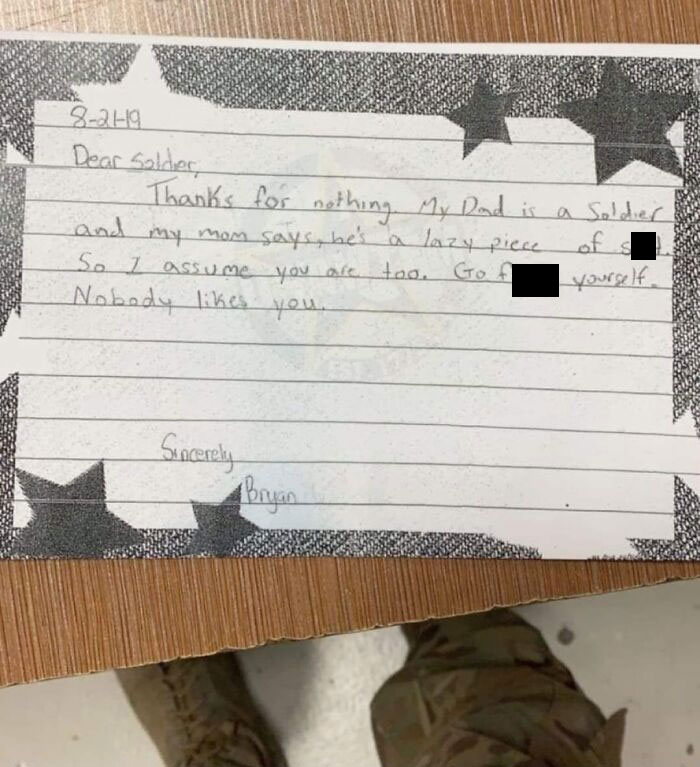 8-21-19
Dear Soldier,
Thanks for nothing. My Dad is a Soldier
and my mom says, he's a lazy piece of s t.
So I assume you are too. Go f yourself.
Nobody likes you.
Sincerely
Bryan